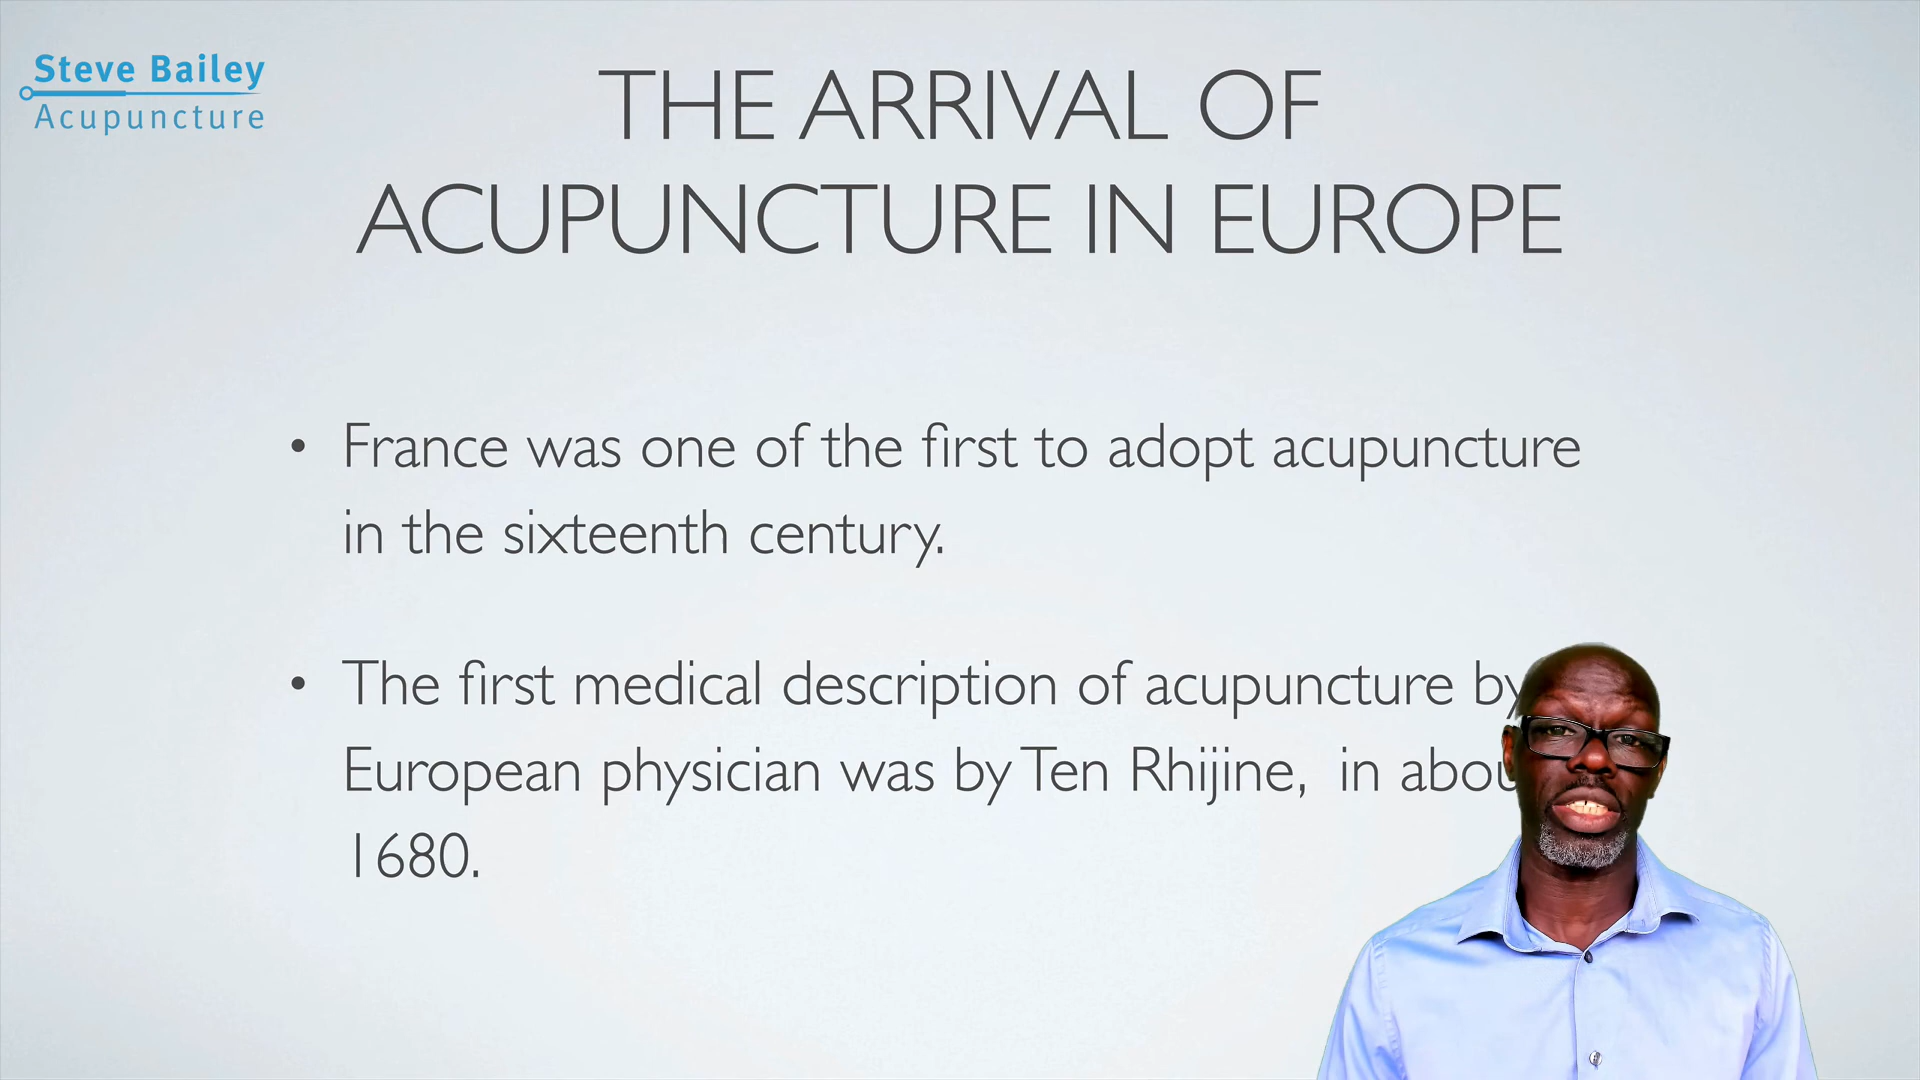 Steve Bailey
Acupuncture
THE ARRIVAL OF
ACUPUNCTURE IN EUROPE
• France was one of the first to adopt acupuncture
in the sixteenth century.
• The first medical description of acupuncture by
European physician was by Ten Rhijine, in
1680.